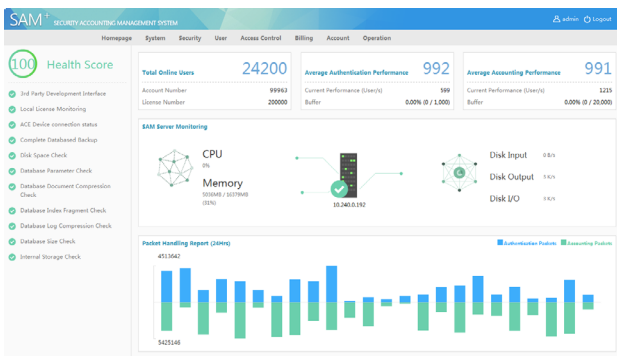 SAM+ SECURITY ACCOUNTING MANAGEMENT SYSTEM
admin Logout
Homepage System Security User Access Control Billing Account Operation
100 Health Score
3rd Party Development Interface
Local License Monitoring
ACE Device connection status
Complete Databased Backup
Disk Space Check
Database Parameter Check
Database Document Compression
Check
Database Index Fragment Check
Database Log Compression Check
Database Size Check
Internal Storage Check
Total Online Users 24200
Account Number 99963
License Number 200000
Average Authentication Performance 992
Current Performance (User/s) 599
Buffer 0.00% (0 / 1,000)
Average Accounting Performance 991
Current Performance (User/s) 1215
Buffer 0.00% (0 / 20,000)
SAM Server Monitoring
CPU
0%
Memory
5036MB / 16379MB
(31%)
10.240.0.192
Disk Input 0 B/s
Disk Output
Disk I/O
Packet Handling Report (24Hrs)
Authentication Packets Accounting Packets
4513642
5425146